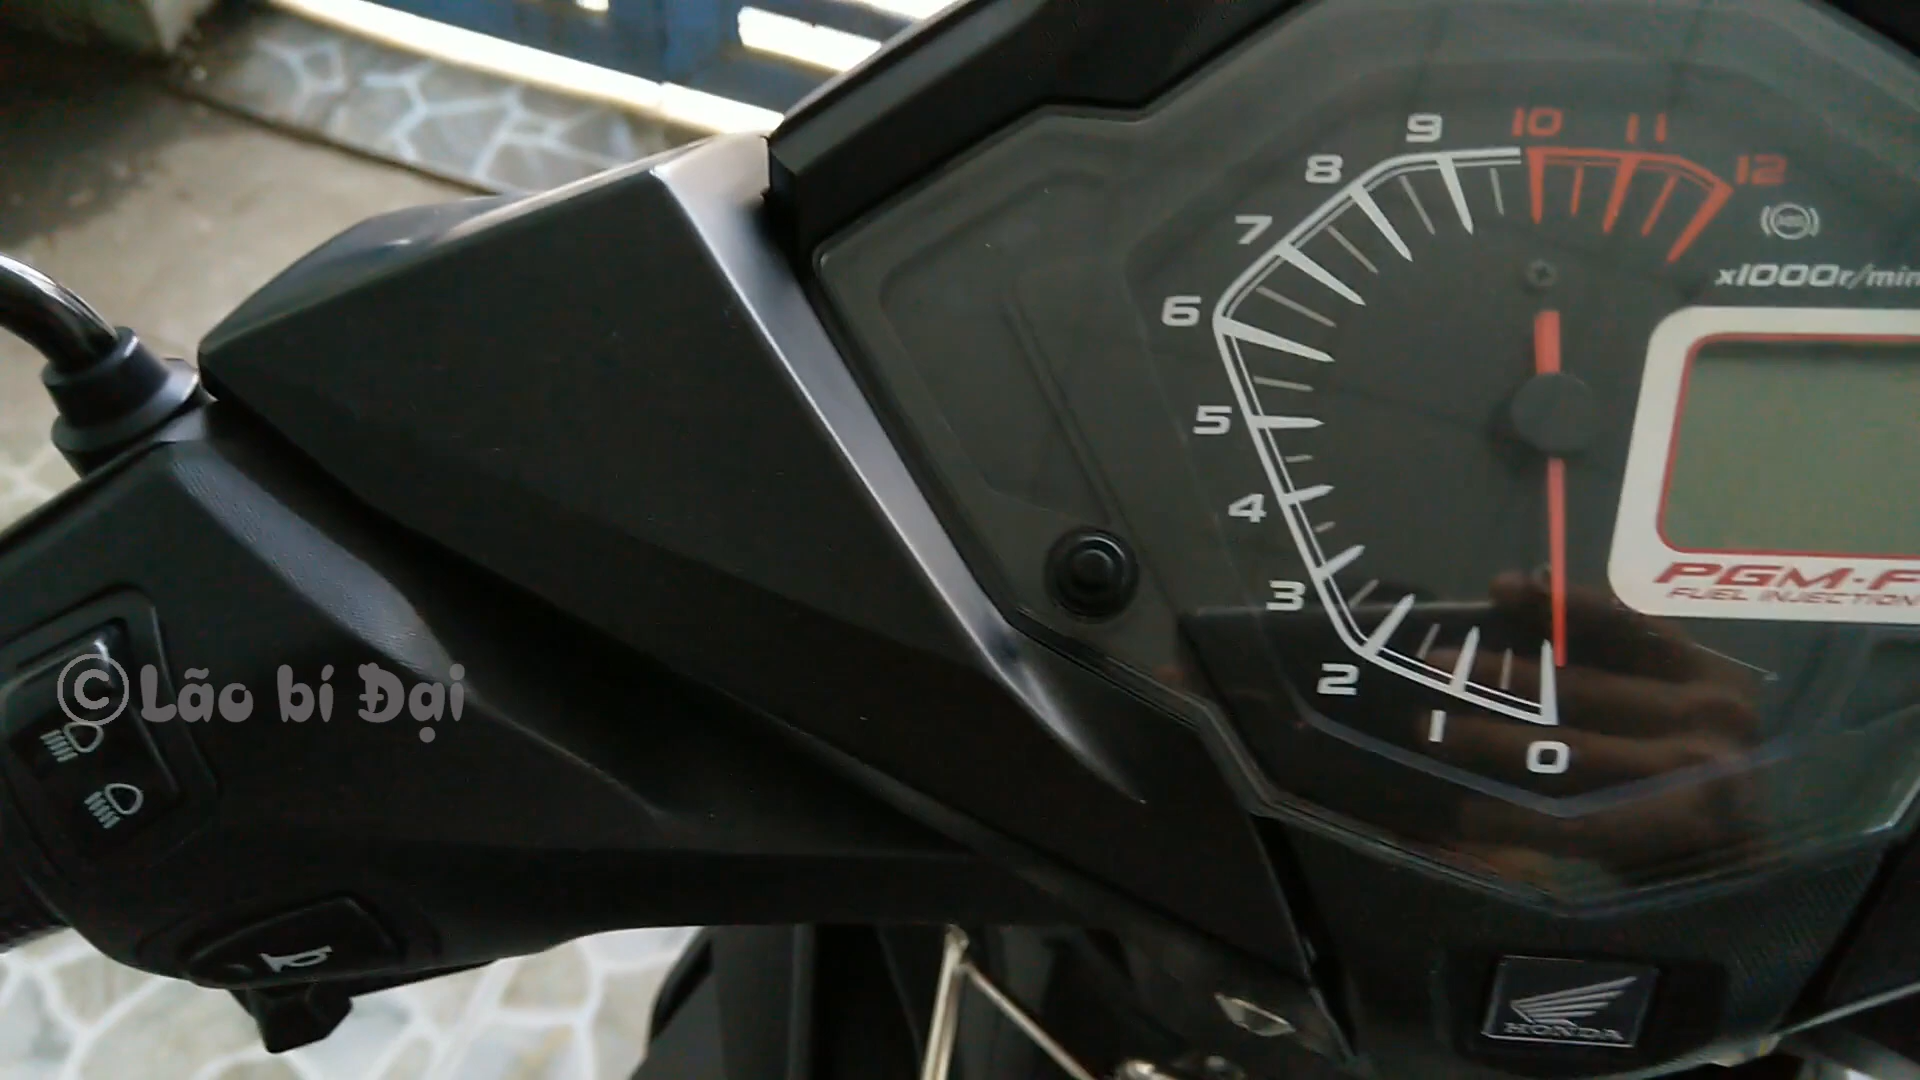 9 10 11
8 12
7
6
5
4
3
2
1
0
ABS
x1000r/min
PGM-F
FUEL INJECTION
©Lão bí Đại
HONDA